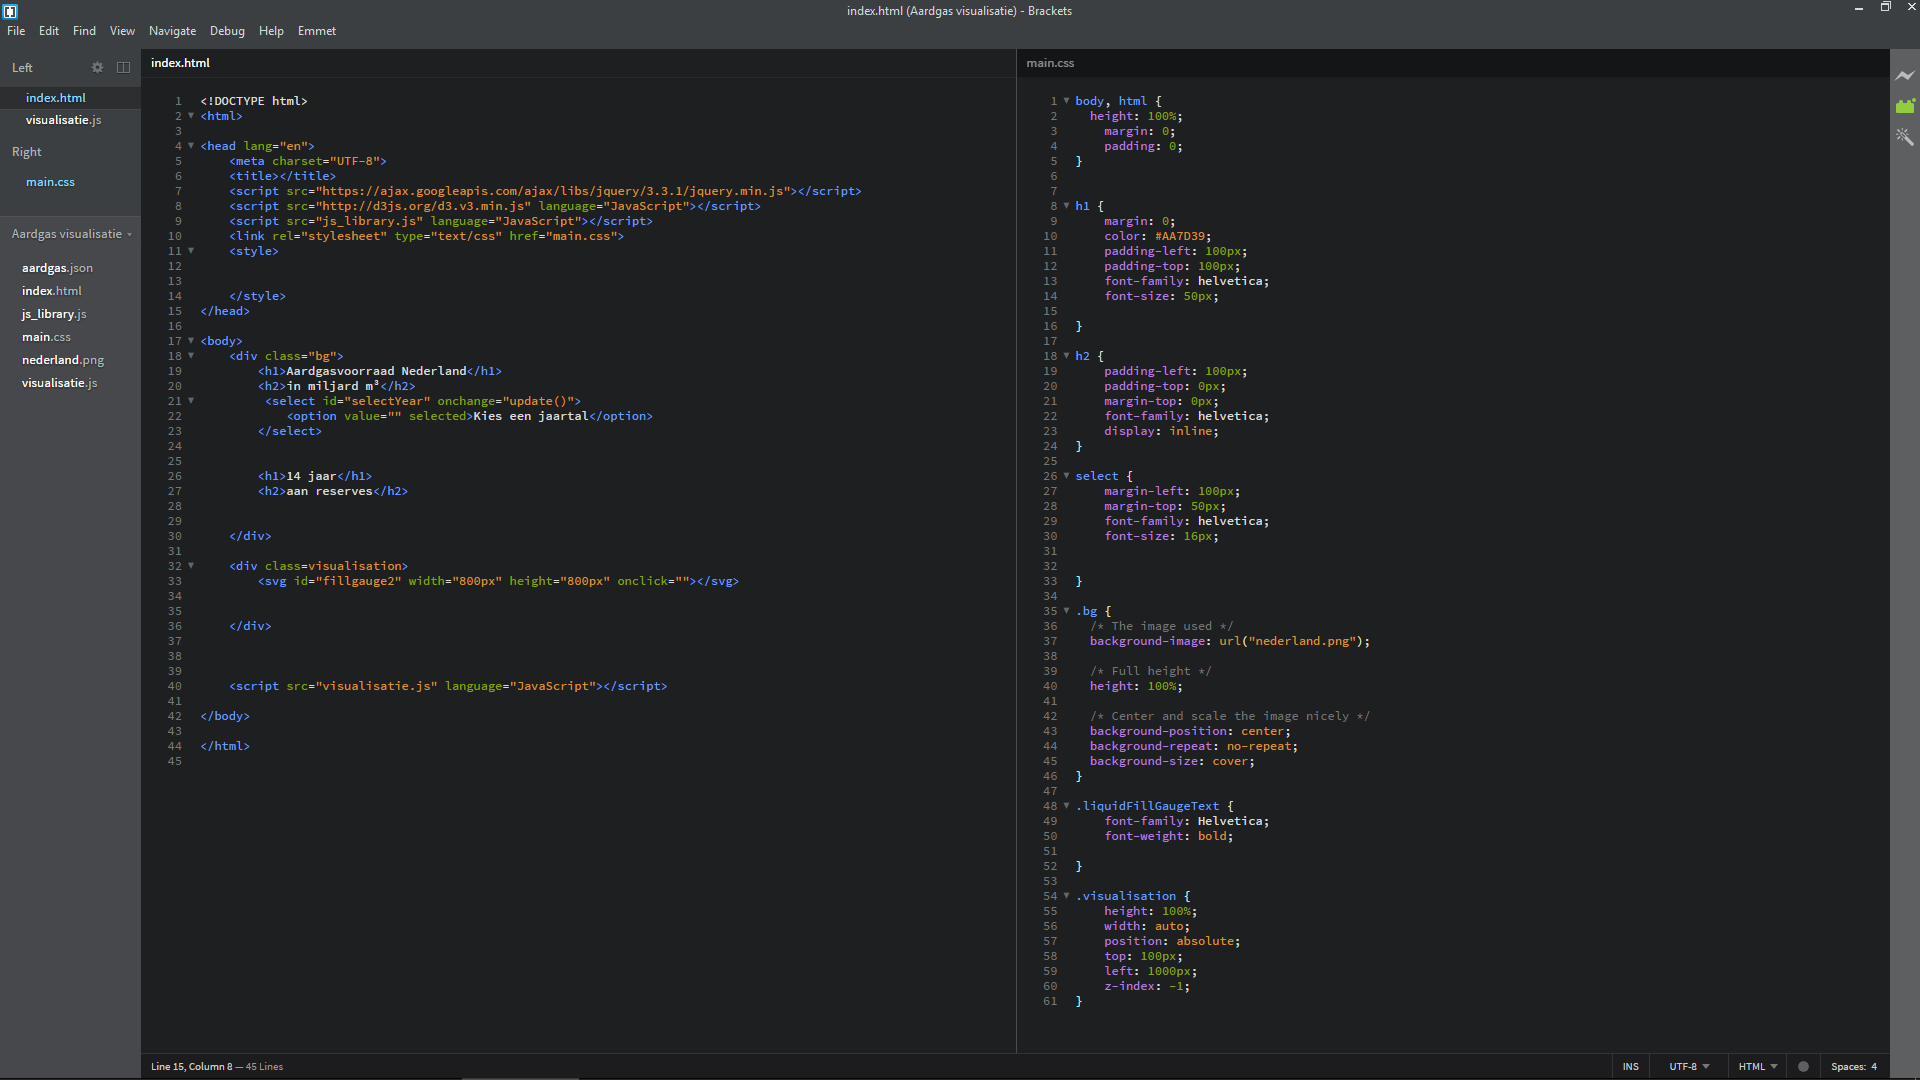 index.html (Aardgas visualisatie) - Brackets
File Edit Find View Navigate Debug Help Emmet
Left
index.html
visualisatie.js
Right
main.css
Aardgas visualisatie
aardgas.json
index.html
js_library.js
main.css
nederland.png
visualisatie.js
index.html
1 <!DOCTYPE html>
2 <html>
3
4 <head lang="en">
5 <meta charset="UTF-8">
6 <title></title>
7 <script src="https://ajax.googleapis.com/ajax/libs/jquery/3.3.1/jquery.min.js"></script>
8 <script src="http://d3js.org/d3.v3.min.js" language="JavaScript"></script>
9 <script src="js_library.js" language="JavaScript"></script>
10 <link rel="stylesheet" type="text/css" href="main.css">
11 <style>
12
13
14 </style>
15 </head>
16
17 <body>
18 <div class="bg">
19 <h1>Aardgasvoorraad Nederland</h1>
20 <h2>in miljard m³</h2>
21 <select id="selectYear" onchange="update()">
22 <option value="" selected>Kies een jaartal</option>
23 </select>
24
25
26 <h1>14 jaar</h1>
27 <h2>aan reserves</h2>
28
29
30 </div>
31
32 <div class=visualisation>
33 <svg id="fillgauge2" width="800px" height="800px" onclick=""></svg>
34
35
36 </div>
37
38
39
40 <script src="visualisatie.js" language="JavaScript"></script>
41
42 </body>
43
44 </html>
45
main.css
1 body, html {
2 height: 100%;
3 margin: 0;
4 padding: 0;
5 }
6
7
8 h1 {
9 margin: 0;
10 color: #AA7D39;
11 padding-left: 100px;
12 padding-top: 100px;
13 font-family: helvetica;
14 font-size: 50px;
15
16 }
17
18 h2 {
19 padding-left: 100px;
20 padding-top: 0px;
21 margin-top: 0px;
22 font-family: helvetica;
23 display: inline;
24 }
25
26 select {
27 margin-left: 100px;
28 margin-top: 50px;
29 font-family: helvetica;
30 font-size: 16px;
31
32
33 }
34
35 .bg {
36 /* The image used */
37 background-image: url("nederland.png");
38
39 /* Full height */
40 height: 100%;
41
42 /* Center and scale the image nicely */
43 background-position: center;
44 background-repeat: no-repeat;
45 background-size: cover;
46 }
47
48 .liquidFillGaugeText {
49 font-family: Helvetica;
50 font-weight: bold;
51
52 }
53
54 .visualisation {
55 height: 100%;
56 width: auto;
57 position: absolute;
58 top: 100px;
59 left: 1000px;
60 z-index: -1;
61 }
Line 15, Column 8 — 45 Lines
INS UTF-8 HTML Spaces: 4